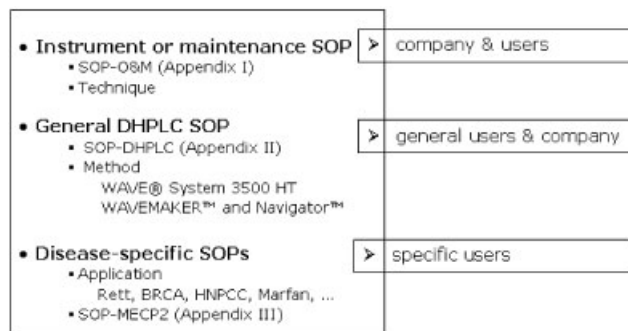 • Instrument or maintenance SOP
➢ company & users
▪ SOP-O&M (Appendix I)
▪ Technique
• General DHPLC SOP
➢ general users & company
▪ SOP-DHPLC (Appendix II)
▪ Method
WAVE® System 3500 HT
WAVEMAKER™ and Navigator™
• Disease-specific SOPs
➢ specific users
▪ Application
Rett, BRCA, HNPCC, Marfan, ...
▪ SOP-MECP2 (Appendix III)